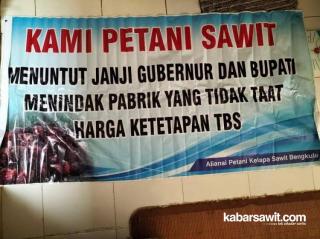 KAMI PETANI SAWIT
MENUNTUT JANJI GUBERNUR DAN BUPATI
MENINDAK PABRIK YANG TIDAK TAAT
HARGA KETETAPAN TBS
Aliansi Petani Kelapa Sawit Bengkulu
kabarsawit.com